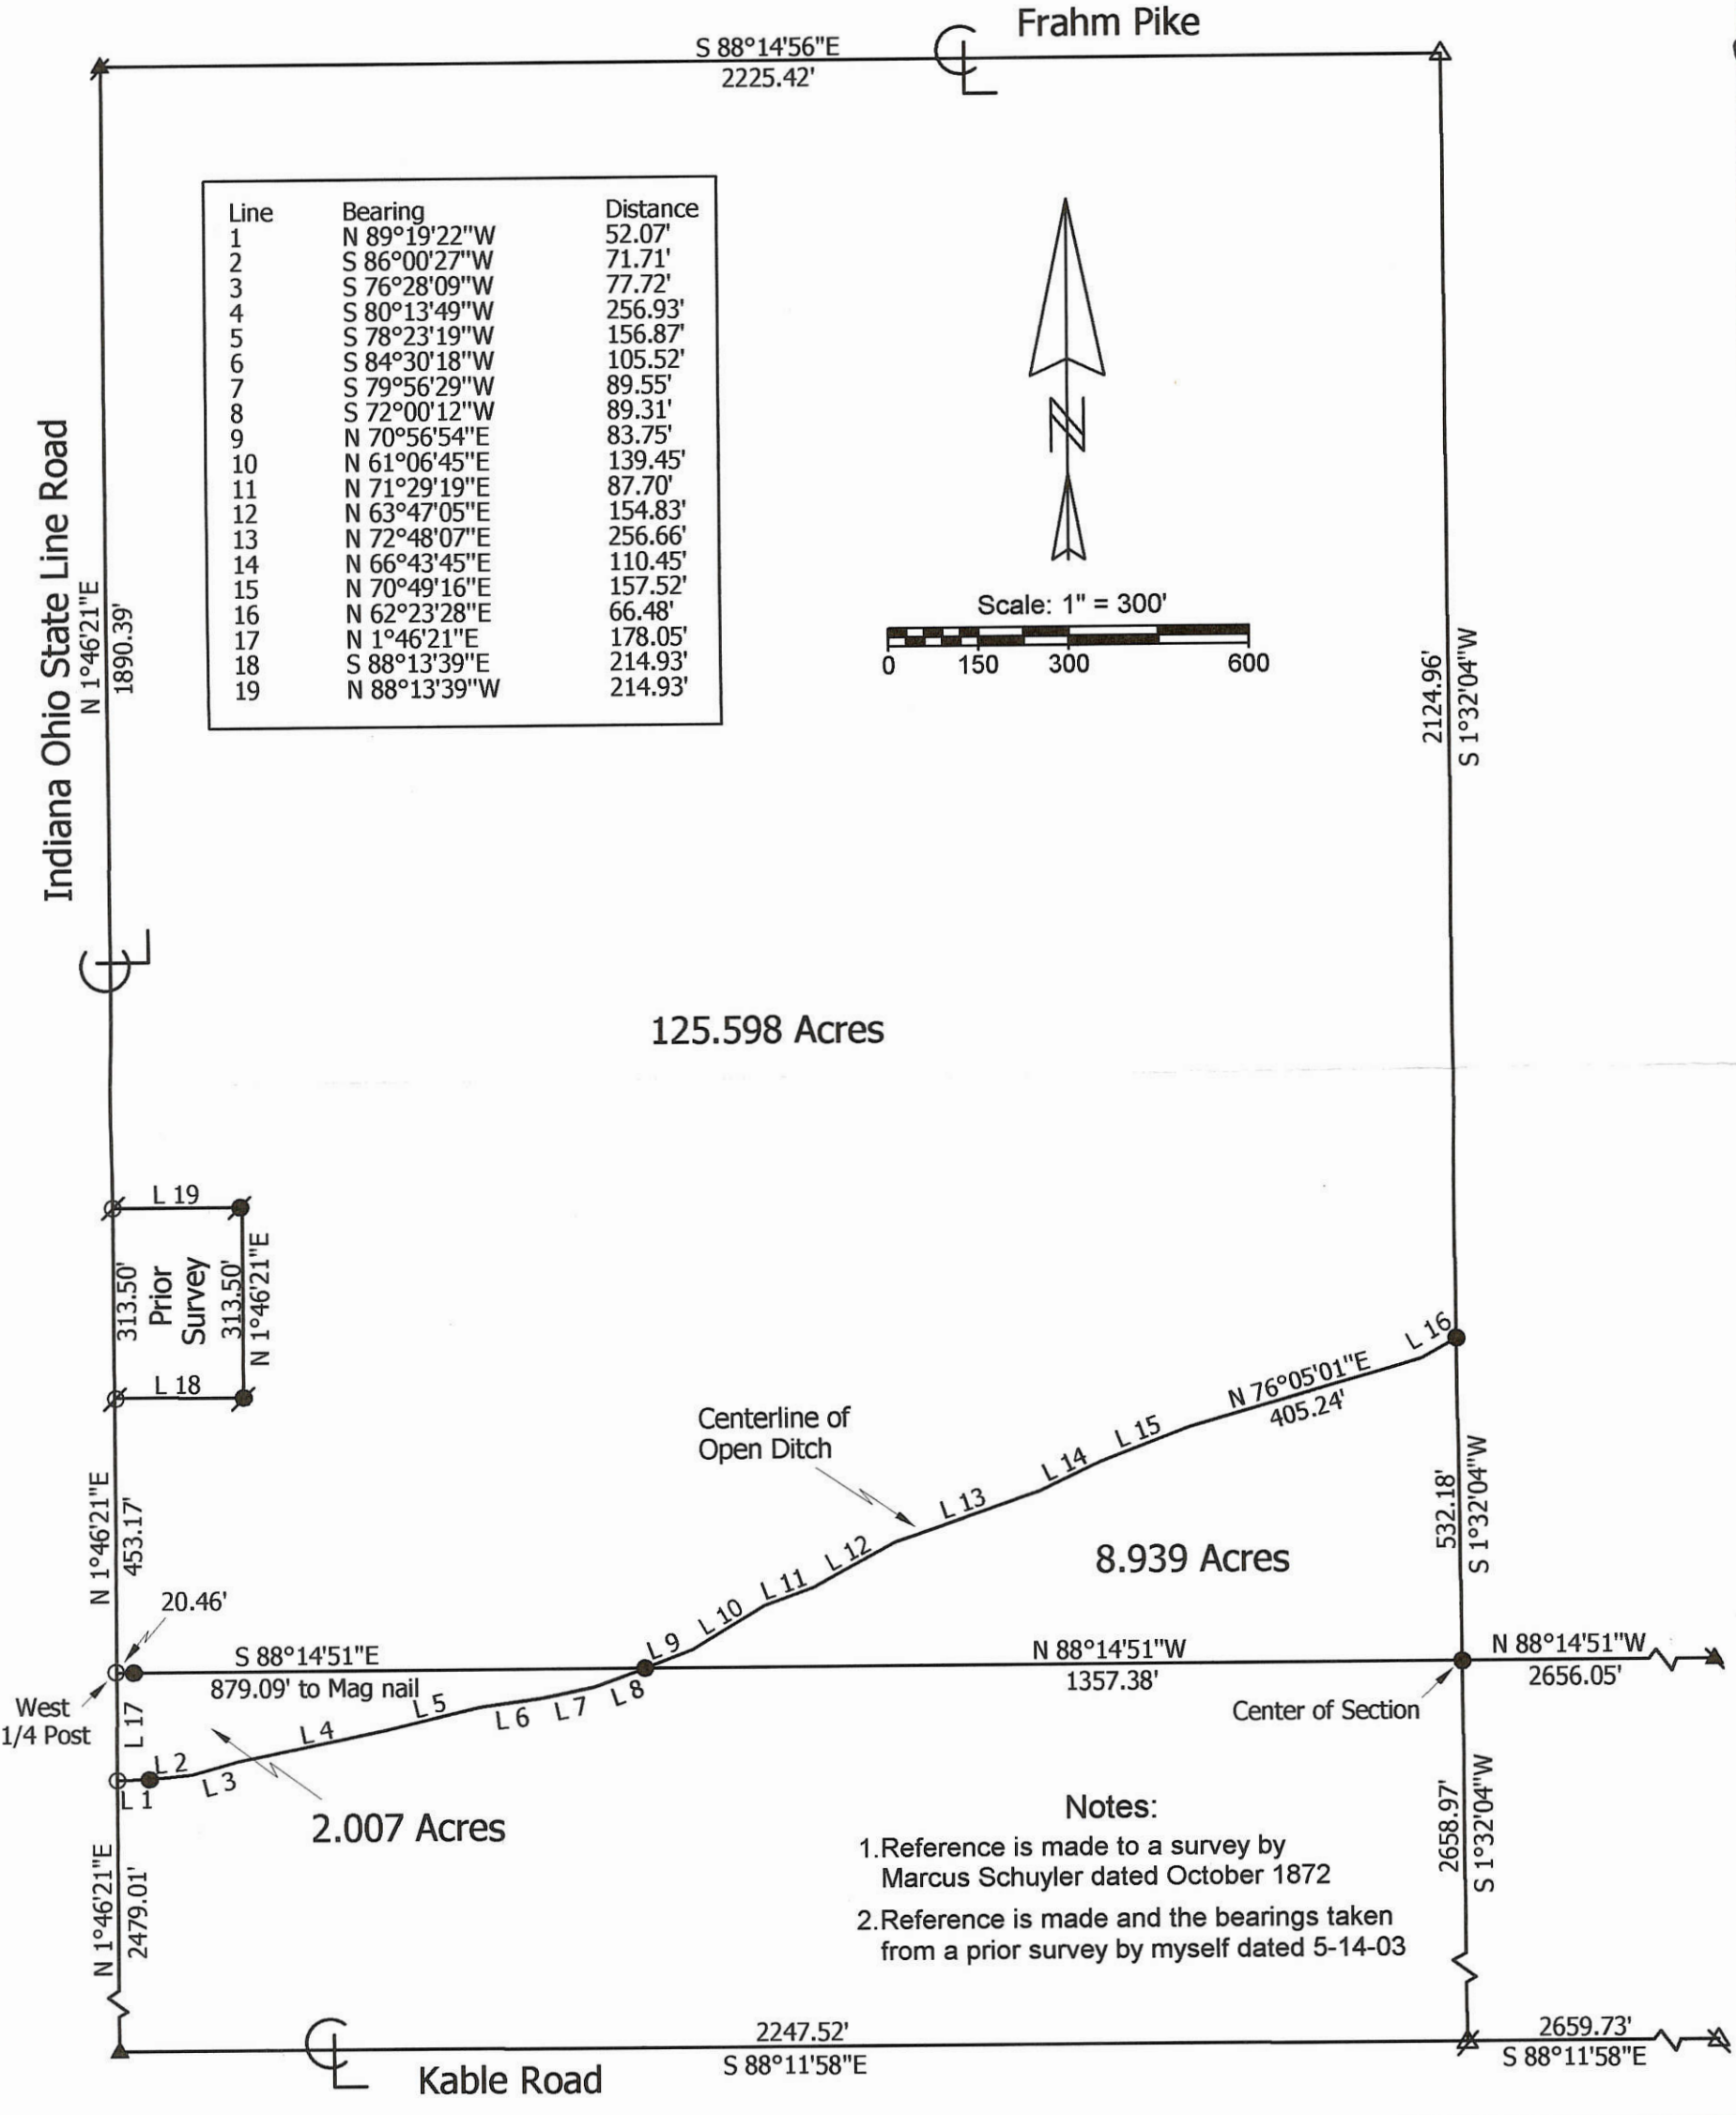 Frahm Pike
S 88°14'56"E
2225.42'
Line Bearing Distance
1 N 89°19'22"W 52.07'
2 S 86°00'27"W 71.71'
3 S 76°28'09"W 77.72'
4 S 80°13'49"W 256.93'
5 S 78°23'19"W 156.87'
6 S 84°30'18"W 105.52'
7 S 79°56'29"W 89.55'
8 S 72°00'12"W 89.31'
9 N 70°56'54"E 83.75'
10 N 61°06'45"E 139.45'
11 N 71°29'19"E 87.70'
12 N 63°47'05"E 154.83'
13 N 72°48'07"E 256.66'
14 N 66°43'45"E 110.45'
15 N 70°49'16"E 157.52'
16 N 62°23'28"E 66.48'
17 N 1°46'21"E 178.05'
18 S 88°13'39"E 214.93'
19 N 88°13'39"W 214.93'
N
Scale: 1" = 300'
0 150 300 600
Indiana Ohio State Line Road
N 1°46'21"E
1890.39'
2124.96'
S 1°32'04"W
125.598 Acres
L 19
313.50'
Prior
Survey
313.50'
N 1°46'21"E
L 18
L 16
N 76°05'01"E
405.24'
L 15
L 14
L 13
L 12
L 11
L 10
L 9
Centerline of
Open Ditch
N 1°46'21"E
453.17'
532.18'
S 1°32'04"W
8.939 Acres
20.46'
S 88°14'51"E
879.09' to Mag nail
N 88°14'51"W
1357.38'
N 88°14'51"W
2656.05'
West
1/4 Post
Center of Section
L 17
L 8
L 7
L 6
L 5
L 4
L 3
L 2
L 1
2.007 Acres
N 1°46'21"E
2479.01'
2658.97'
S 1°32'04"W
Notes:
1.Reference is made to a survey by
Marcus Schuyler dated October 1872
2.Reference is made and the bearings taken
from a prior survey by myself dated 5-14-03
2247.52'
S 88°11'58"E
2659.73'
S 88°11'58"E
Kable Road